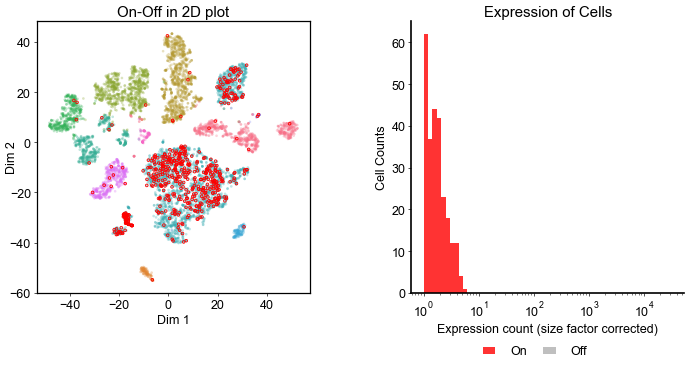 On-Off in 2D plot
40
20
0
−20
−40
−60
Dim 2
−40
−20
0
20
40
Dim 1
Expression of Cells
60
50
40
30
20
10
0
Cell Counts
10⁰
10¹
10²
10³
10⁴
Expression count (size factor corrected)
On
Off